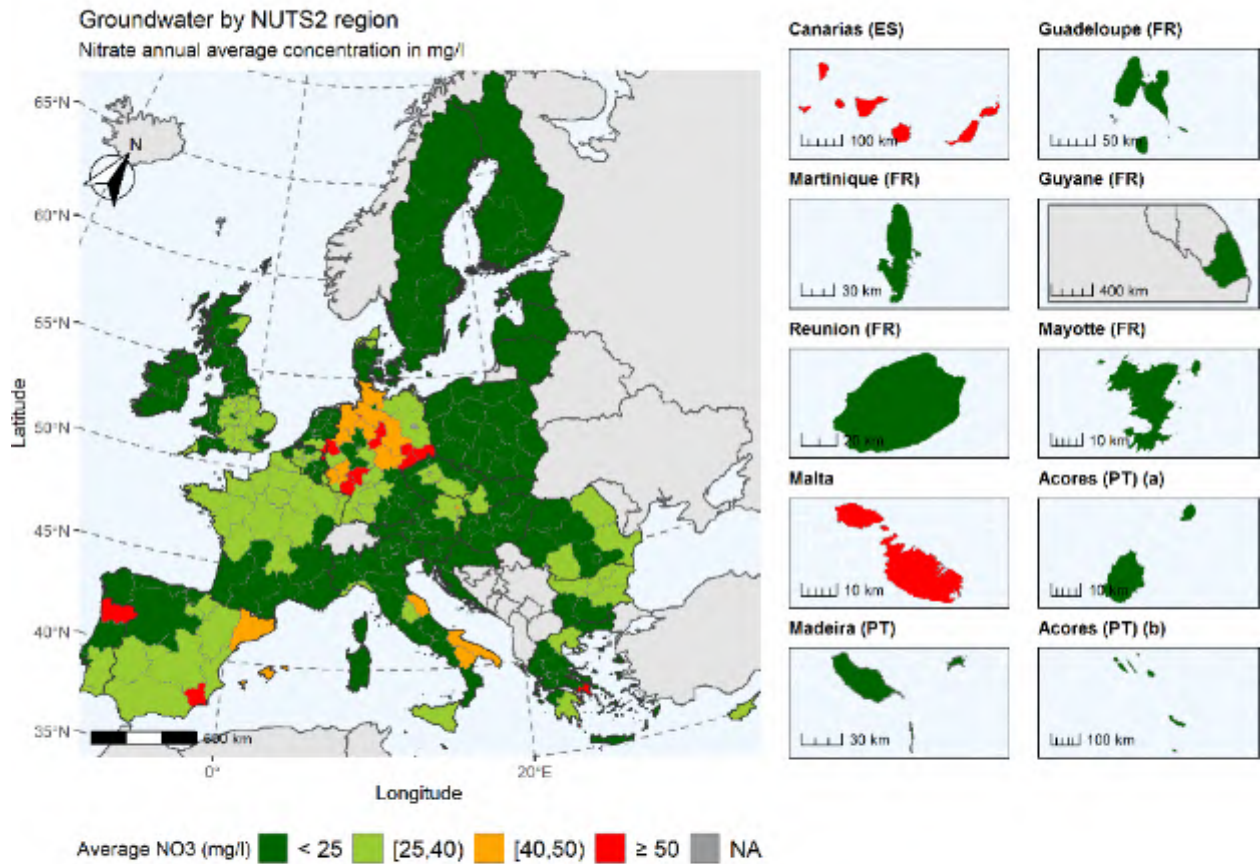 Groundwater by NUTS2 region
Nitrate annual average concentration in mg/l
65°N
60°N
55°N
50°N
45°N
40°N
35°N
Latitude
N
0°
20°E
Longitude
Canarias (ES)
100 km
Guadeloupe (FR)
50 km
Martinique (FR)
30 km
Guyane (FR)
400 km
Reunion (FR)
20 km
Mayotte (FR)
10 km
Malta
10 km
Acores (PT) (a)
10 km
Madeira (PT)
30 km
Acores (PT) (b)
100 km
Average NO3 (mg/l) < 25 [25,40) [40,50) ≥ 50 NA